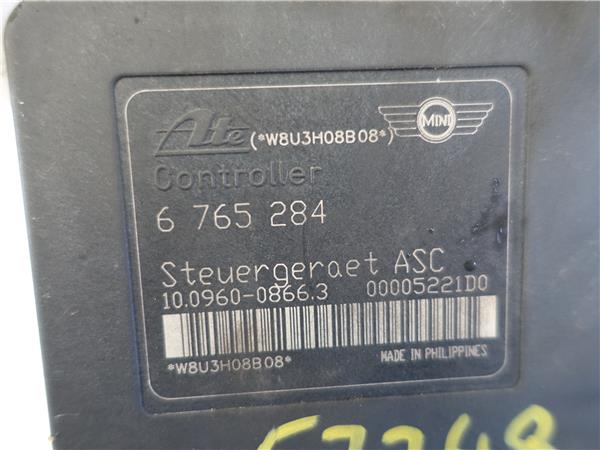 Ate (*W8U3H08B08*) MINI
Controller
6 765 284
Steuergeraet ASC
10.0960-0866.3 00005221D0
*W8U3H08B08* MADE IN PHILIPPINES